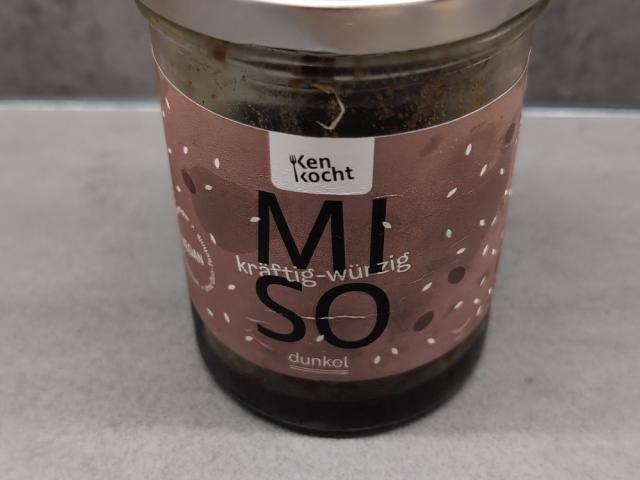 Ken
kocht
MI
kräftig-würzig
SO
dunkel